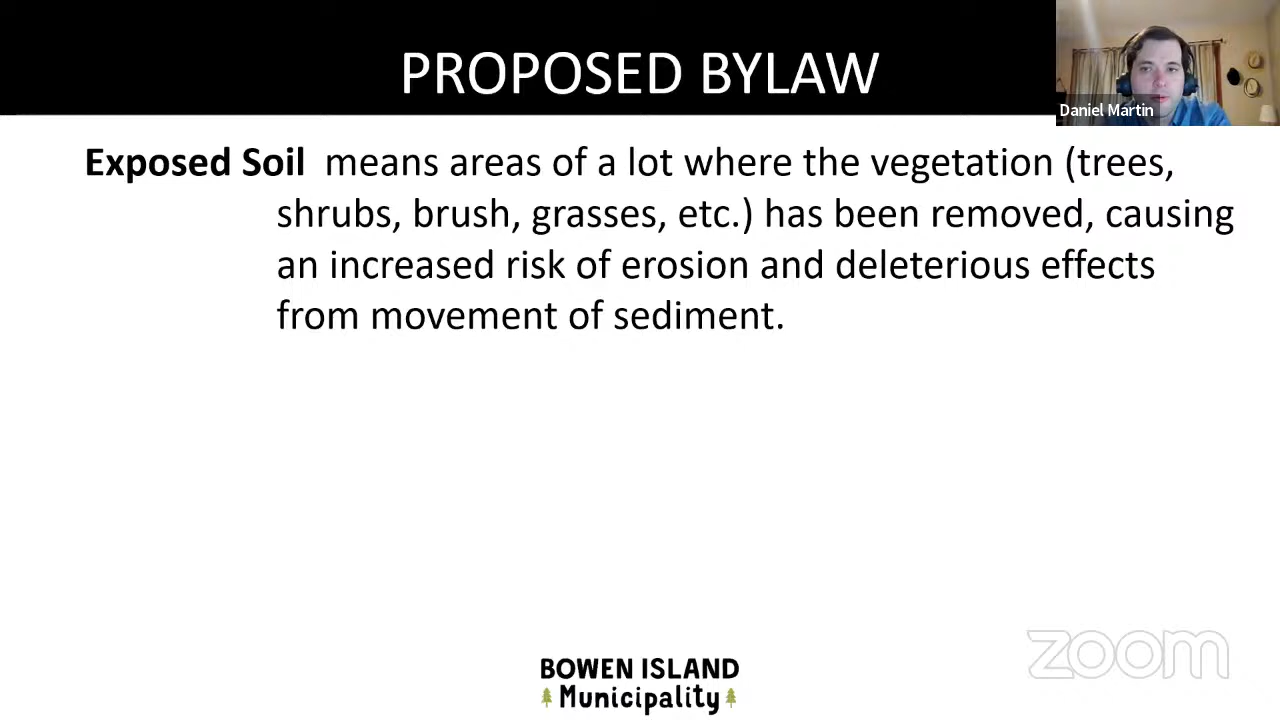 PROPOSED BYLAW
Daniel Martin
Exposed Soil means areas of a lot where the vegetation (trees,
shrubs, brush, grasses, etc.) has been removed, causing
an increased risk of erosion and deleterious effects
from movement of sediment.
zoom
BOWEN ISLAND
Municipality